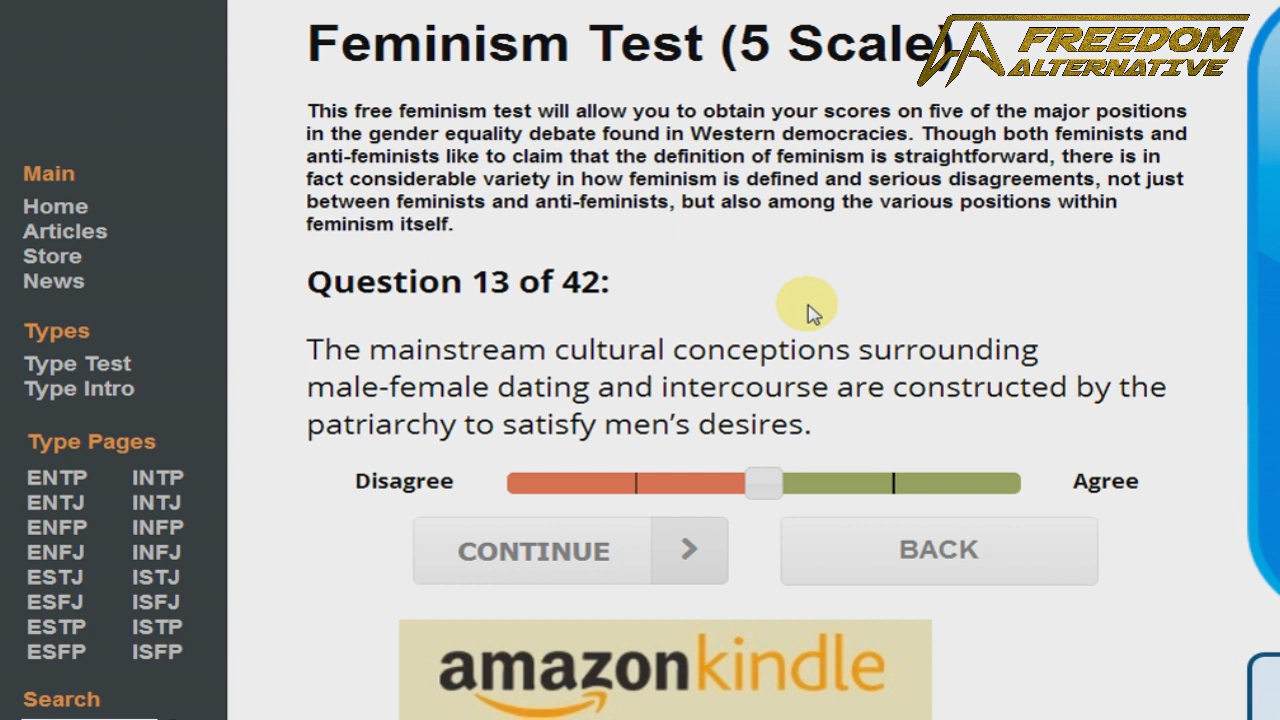 Feminism Test (5 Scale)
FREEDOM
ALTERNATIVE
This free feminism test will allow you to obtain your scores on five of the major positions
in the gender equality debate found in Western democracies. Though both feminists and
anti-feminists like to claim that the definition of feminism is straightforward, there is in
fact considerable variety in how feminism is defined and serious disagreements, not just
between feminists and anti-feminists, but also among the various positions within
feminism itself.
Question 13 of 42:
The mainstream cultural conceptions surrounding
male-female dating and intercourse are constructed by the
patriarchy to satisfy men’s desires.
Disagree
Agree
CONTINUE >
BACK
amazonkindle
Main
Home
Articles
Store
News
Types
Type Test
Type Intro
Type Pages
ENTP INTP
ENTJ INTJ
ENFP INFP
ENFJ INFJ
ESTJ ISTJ
ESFJ ISFJ
ESTP ISTP
ESFP ISFP
Search